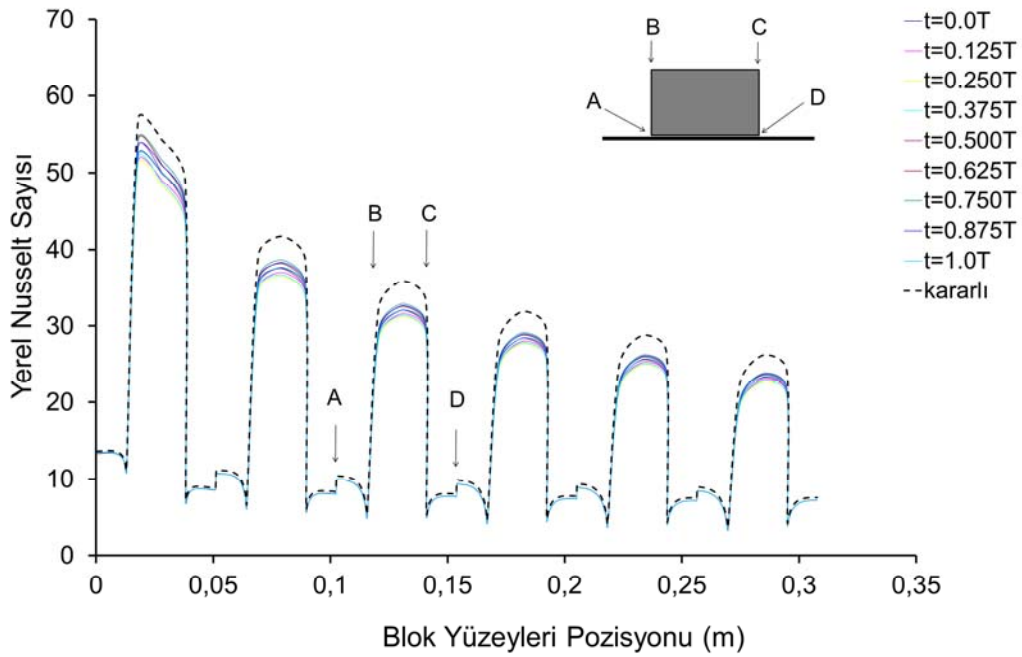 70
60
50
40
30
20
10
0
Yerel Nusselt Sayısı
0
0,05
0,1
0,15
0,2
0,25
0,3
0,35
Blok Yüzeyleri Pozisyonu (m)
A
B
C
D
B
C
A
D
t=0.0T
t=0.125T
t=0.250T
t=0.375T
t=0.500T
t=0.625T
t=0.750T
t=0.875T
t=1.0T
kararlı